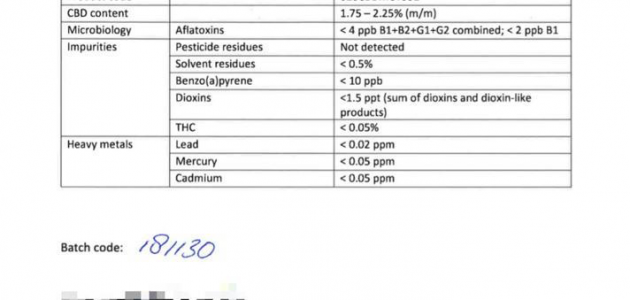 CBD content 1.75 – 2.25% (m/m)
Microbiology Aflatoxins < 4 ppb B1+B2+G1+G2 combined; < 2 ppb B1
Impurities Pesticide residues Not detected
Solvent residues < 0.5%
Benzo(a)pyrene < 10 ppb
Dioxins <1.5 ppt (sum of dioxins and dioxin-like
products)
THC < 0.05%
Heavy metals Lead < 0.02 ppm
Mercury < 0.05 ppm
Cadmium < 0.05 ppm
Batch code: 181130